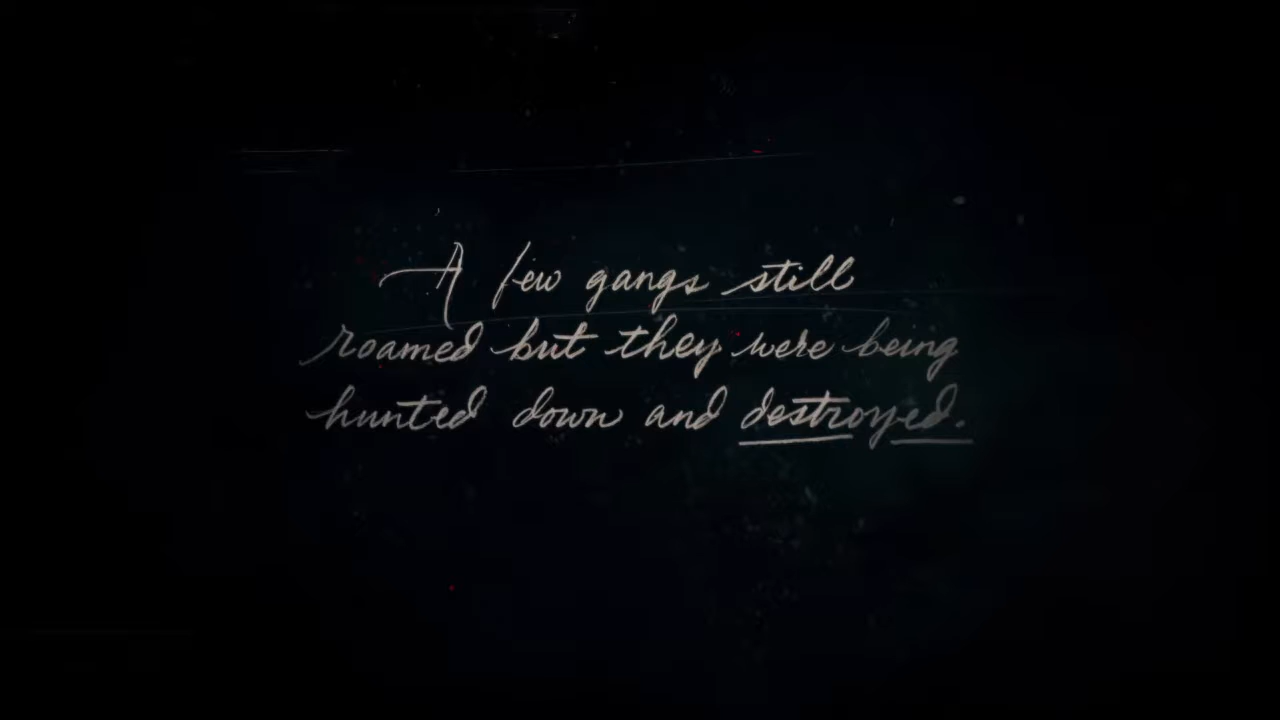 A few gangs still
roamed but they were being
hunted down and destroyed.